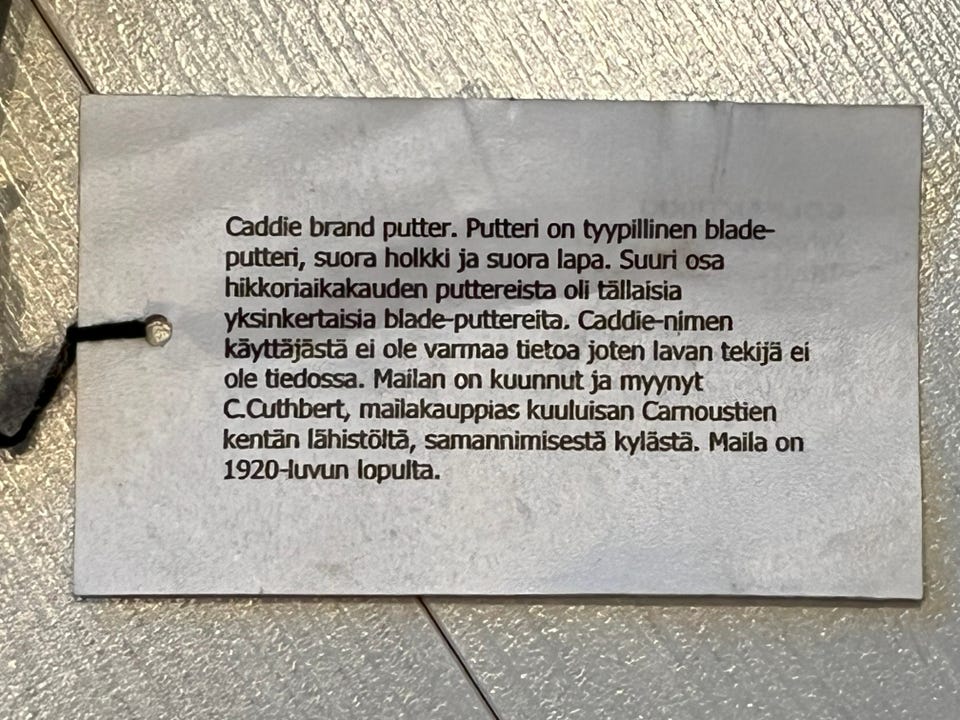 Caddie brand putter. Putteri on tyypillinen blade-
putteri, suora holkki ja suora lapa. Suuri osa
hikkoriaikakauden puttereista oli tällaisia
yksinkertaisia blade-puttereita. Caddie-nimen
käyttäjästä ei ole varmaa tietoa joten lavan tekijä ei
ole tiedossa. Mailan on kuunnut ja myynyt
C.Cuthbert, mailakauppias kuuluisan Carnoustien
kentän lähistöltä, samannimisestä kylästä. Maila on
1920-luvun lopulta.